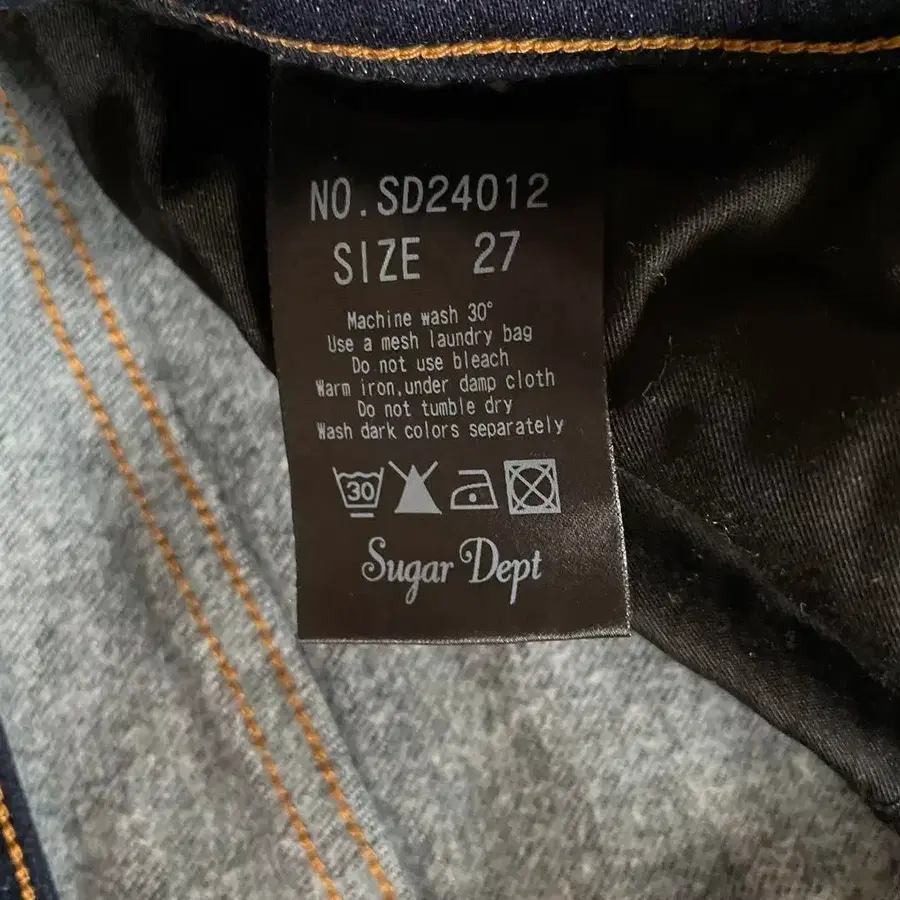 NO.SD24012
SIZE 27
Machine wash 30°
Use a mesh laundry bag
Do not use bleach
Warm iron,under damp cloth
Do not tumble dry
Wash dark colors separately
30
Sugar Dept